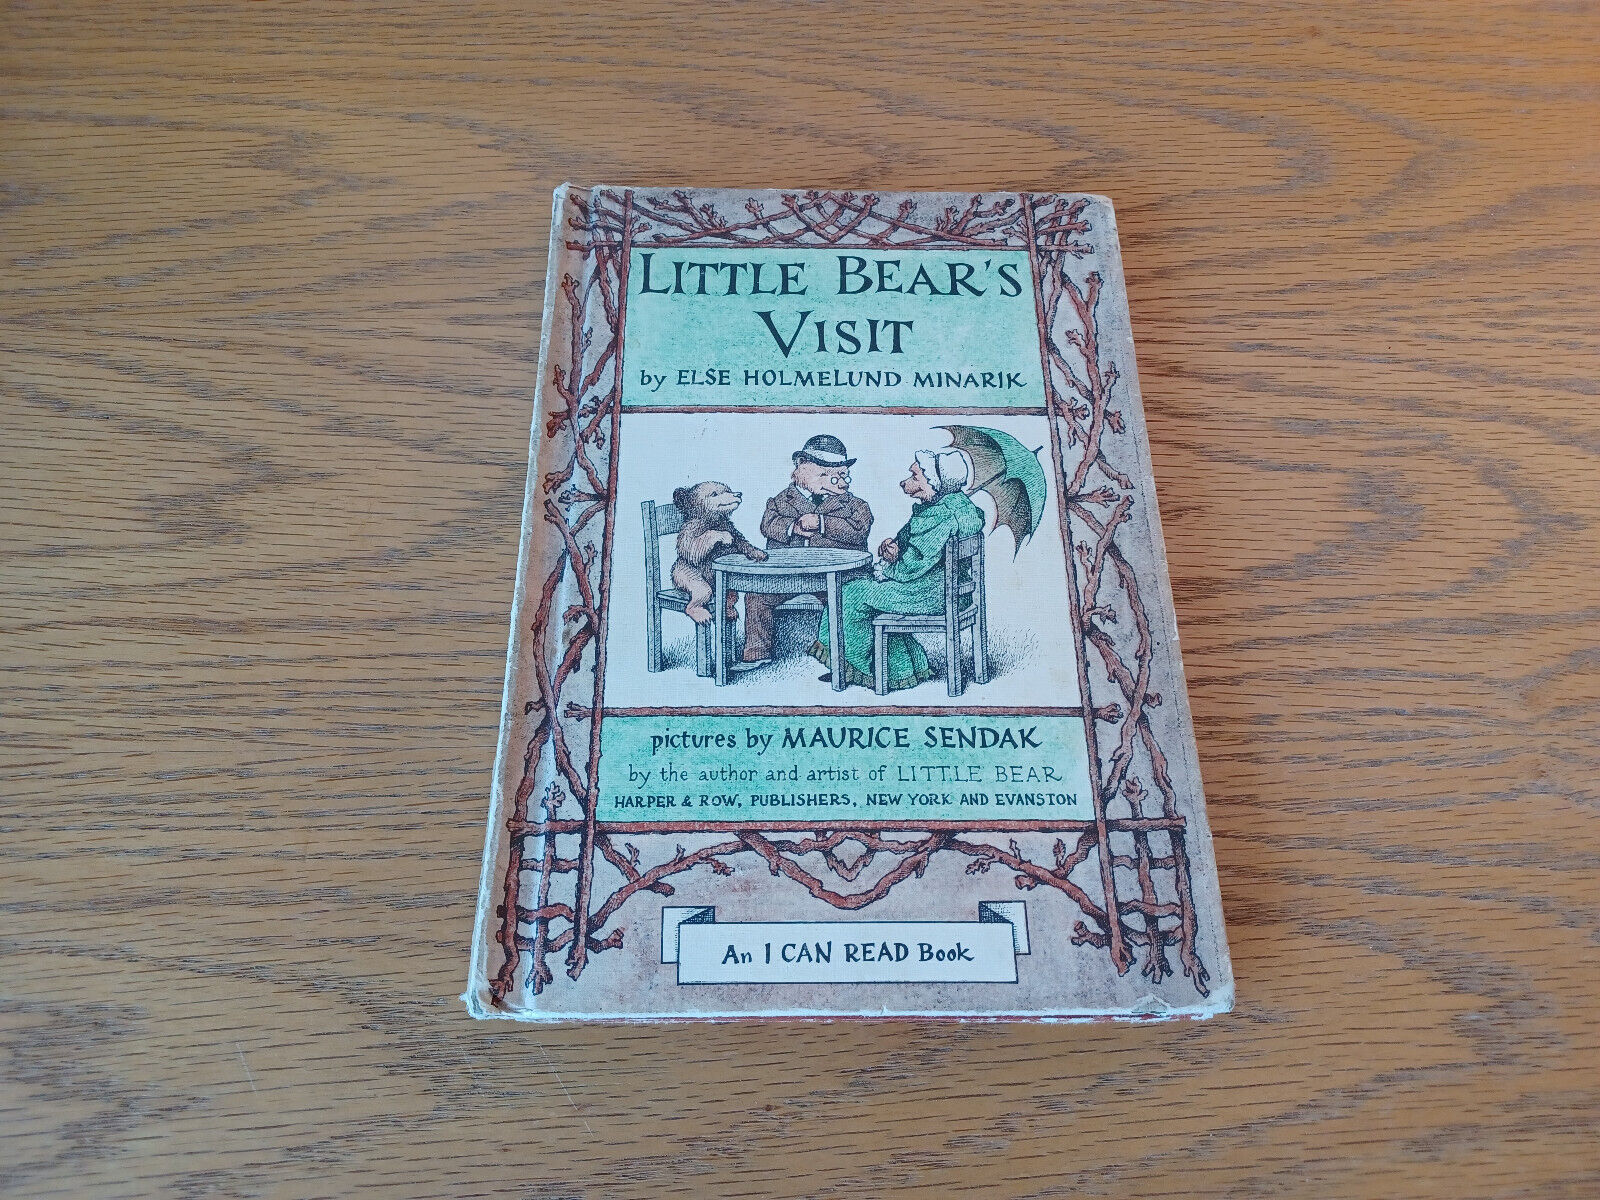 LITTLE BEAR'S
VISIT
by ELSE HOLMELUND MINARIK
pictures by MAURICE SENDAK
by the author and artist of LITTLE BEAR
HARPER & ROW, PUBLISHERS, NEW YORK AND EVANSTON
An I CAN READ Book